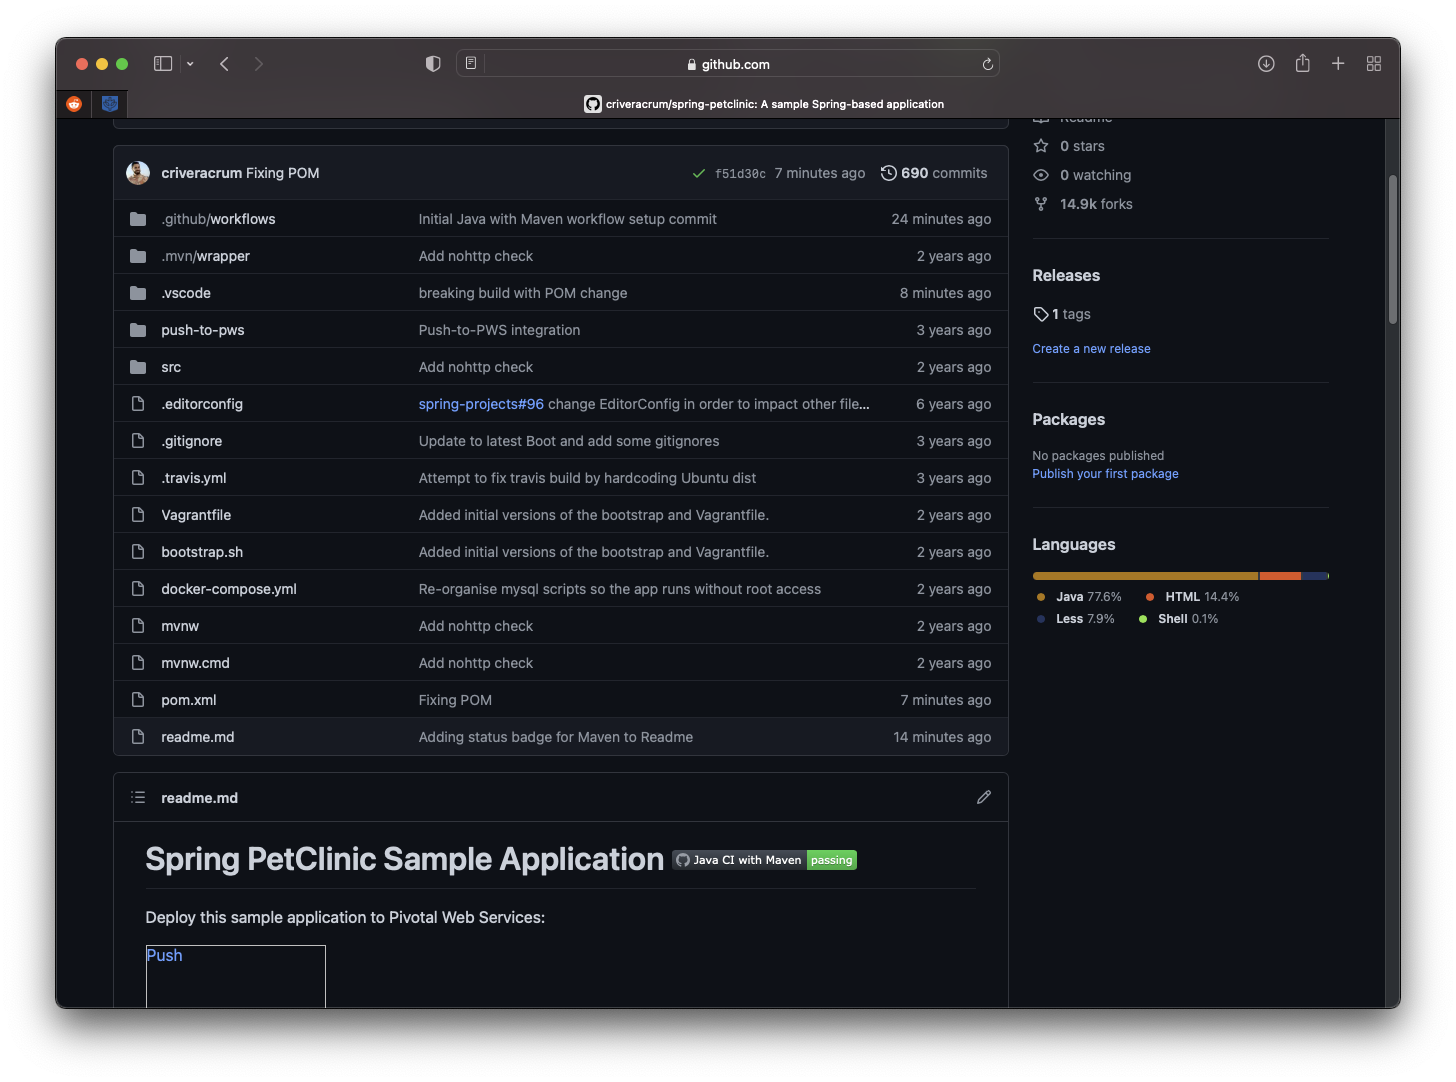 github.com
criveracrum/spring-petclinic: A sample Spring-based application
Readme
0 stars
0 watching
14.9k forks
criveracrum Fixing POM f51d30c 7 minutes ago 690 commits
.github/workflows Initial Java with Maven workflow setup commit 24 minutes ago
.mvn/wrapper Add nohttp check 2 years ago
.vscode breaking build with POM change 8 minutes ago
push-to-pws Push-to-PWS integration 3 years ago
src Add nohttp check 2 years ago
.editorconfig spring-projects#96 change EditorConfig in order to impact other file... 6 years ago
.gitignore Update to latest Boot and add some gitignores 3 years ago
.travis.yml Attempt to fix travis build by hardcoding Ubuntu dist 3 years ago
Vagrantfile Added initial versions of the bootstrap and Vagrantfile. 2 years ago
bootstrap.sh Added initial versions of the bootstrap and Vagrantfile. 2 years ago
docker-compose.yml Re-organise mysql scripts so the app runs without root access 2 years ago
mvnw Add nohttp check 2 years ago
mvnw.cmd Add nohttp check 2 years ago
pom.xml Fixing POM 7 minutes ago
readme.md Adding status badge for Maven to Readme 14 minutes ago
Releases
1 tags
Create a new release
Packages
No packages published
Publish your first package
Languages
Java 77.6% HTML 14.4%
Less 7.9% Shell 0.1%
readme.md
Spring PetClinic Sample Application Java CI with Maven passing
Deploy this sample application to Pivotal Web Services:
Push